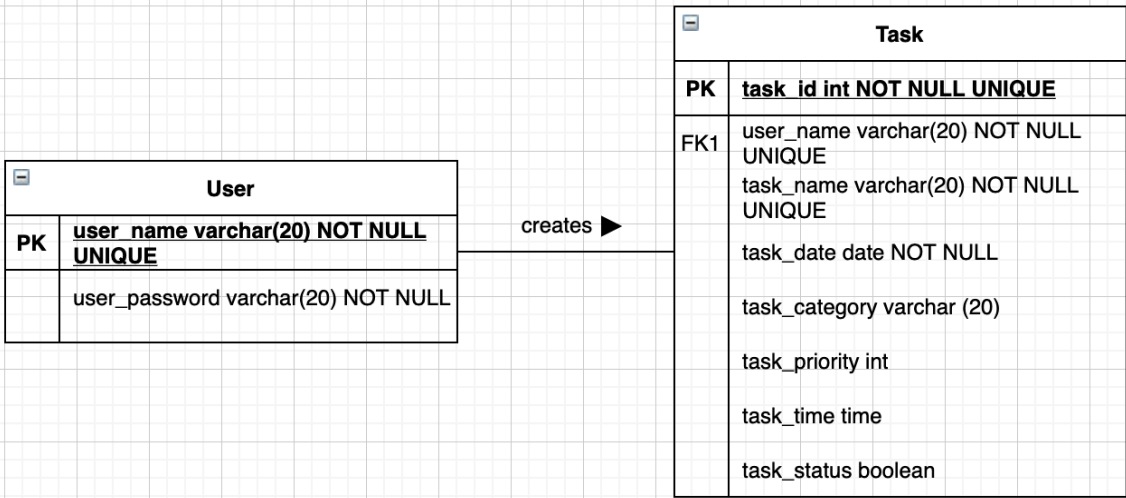 User
PK
user_name varchar(20) NOT NULL
UNIQUE
user_password varchar(20) NOT NULL
creates
Task
PK
task_id int NOT NULL UNIQUE
FK1
user_name varchar(20) NOT NULL
UNIQUE
task_name varchar(20) NOT NULL
UNIQUE
task_date date NOT NULL
task_category varchar (20)
task_priority int
task_time time
task_status boolean